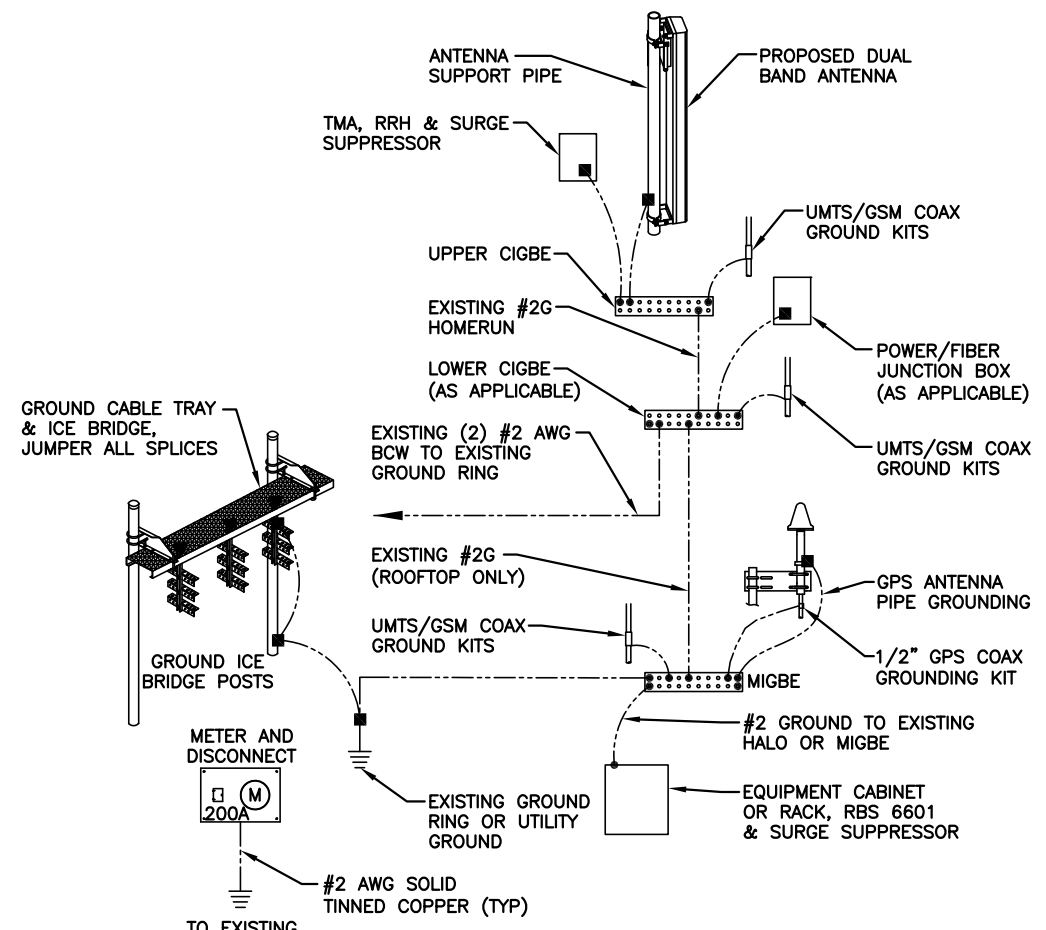 ANTENNA
SUPPORT PIPE
PROPOSED DUAL
BAND ANTENNA
TMA, RRH & SURGE
SUPPRESSOR
UMTS/GSM COAX
GROUND KITS
UPPER CIGBE
EXISTING #2G
HOMERUN
POWER/FIBER
JUNCTION BOX
(AS APPLICABLE)
LOWER CIGBE
(AS APPLICABLE)
GROUND CABLE TRAY
& ICE BRIDGE,
JUMPER ALL SPLICES
EXISTING (2) #2 AWG
BCW TO EXISTING
GROUND RING
UMTS/GSM COAX
GROUND KITS
EXISTING #2G
(ROOFTOP ONLY)
GPS ANTENNA
PIPE GROUNDING
UMTS/GSM COAX
GROUND KITS
1/2" GPS COAX
GROUNDING KIT
GROUND ICE
BRIDGE POSTS
MIGBE
#2 GROUND TO EXISTING
HALO OR MIGBE
METER AND
DISCONNECT
M
200A
EXISTING GROUND
RING OR UTILITY
GROUND
EQUIPMENT CABINET
OR RACK, RBS 6601
& SURGE SUPPRESSOR
#2 AWG SOLID
TINNED COPPER (TYP)
TO EXISTING